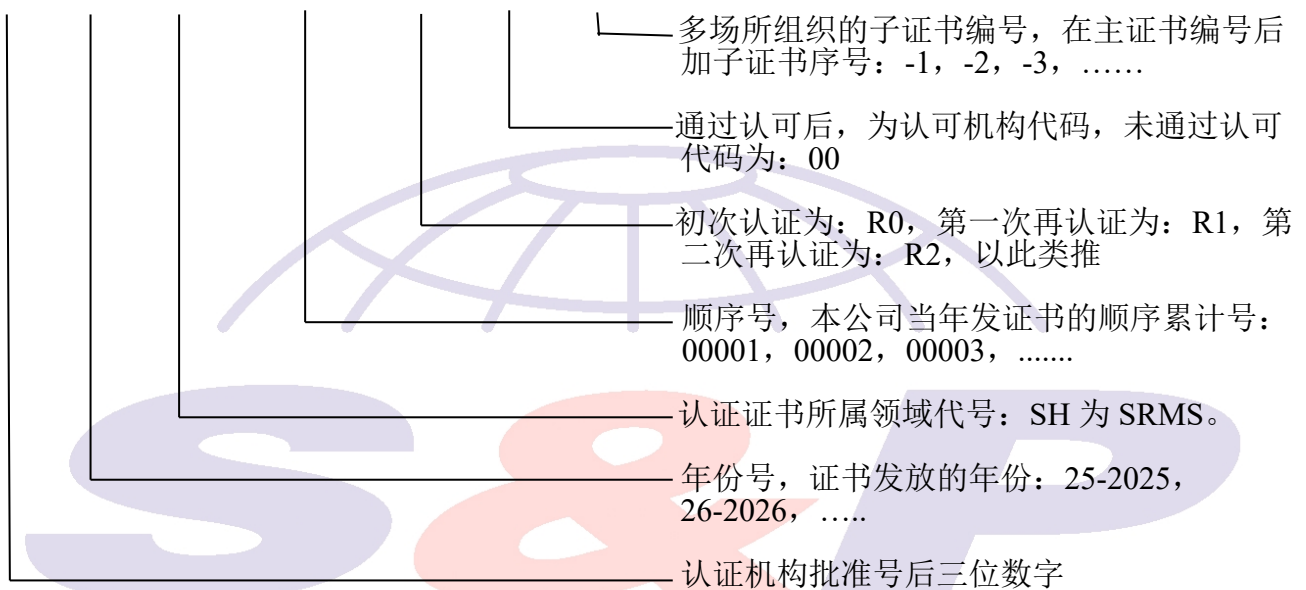 多场所组织的子证书编号，在主证书编号后
加子证书序号：-1，-2，-3，……
通过认可后，为认可机构代码，未通过认可
代码为：00
初次认证为：R0，第一次再认证为：R1，第
二次再认证为：R2，以此类推
顺序号，本公司当年发证书的顺序累计号：
00001，00002，00003，.......
认证证书所属领域代号：SH 为 SRMS。
年份号，证书发放的年份：25-2025，
26-2026，…..
认证机构批准号后三位数字
S&P